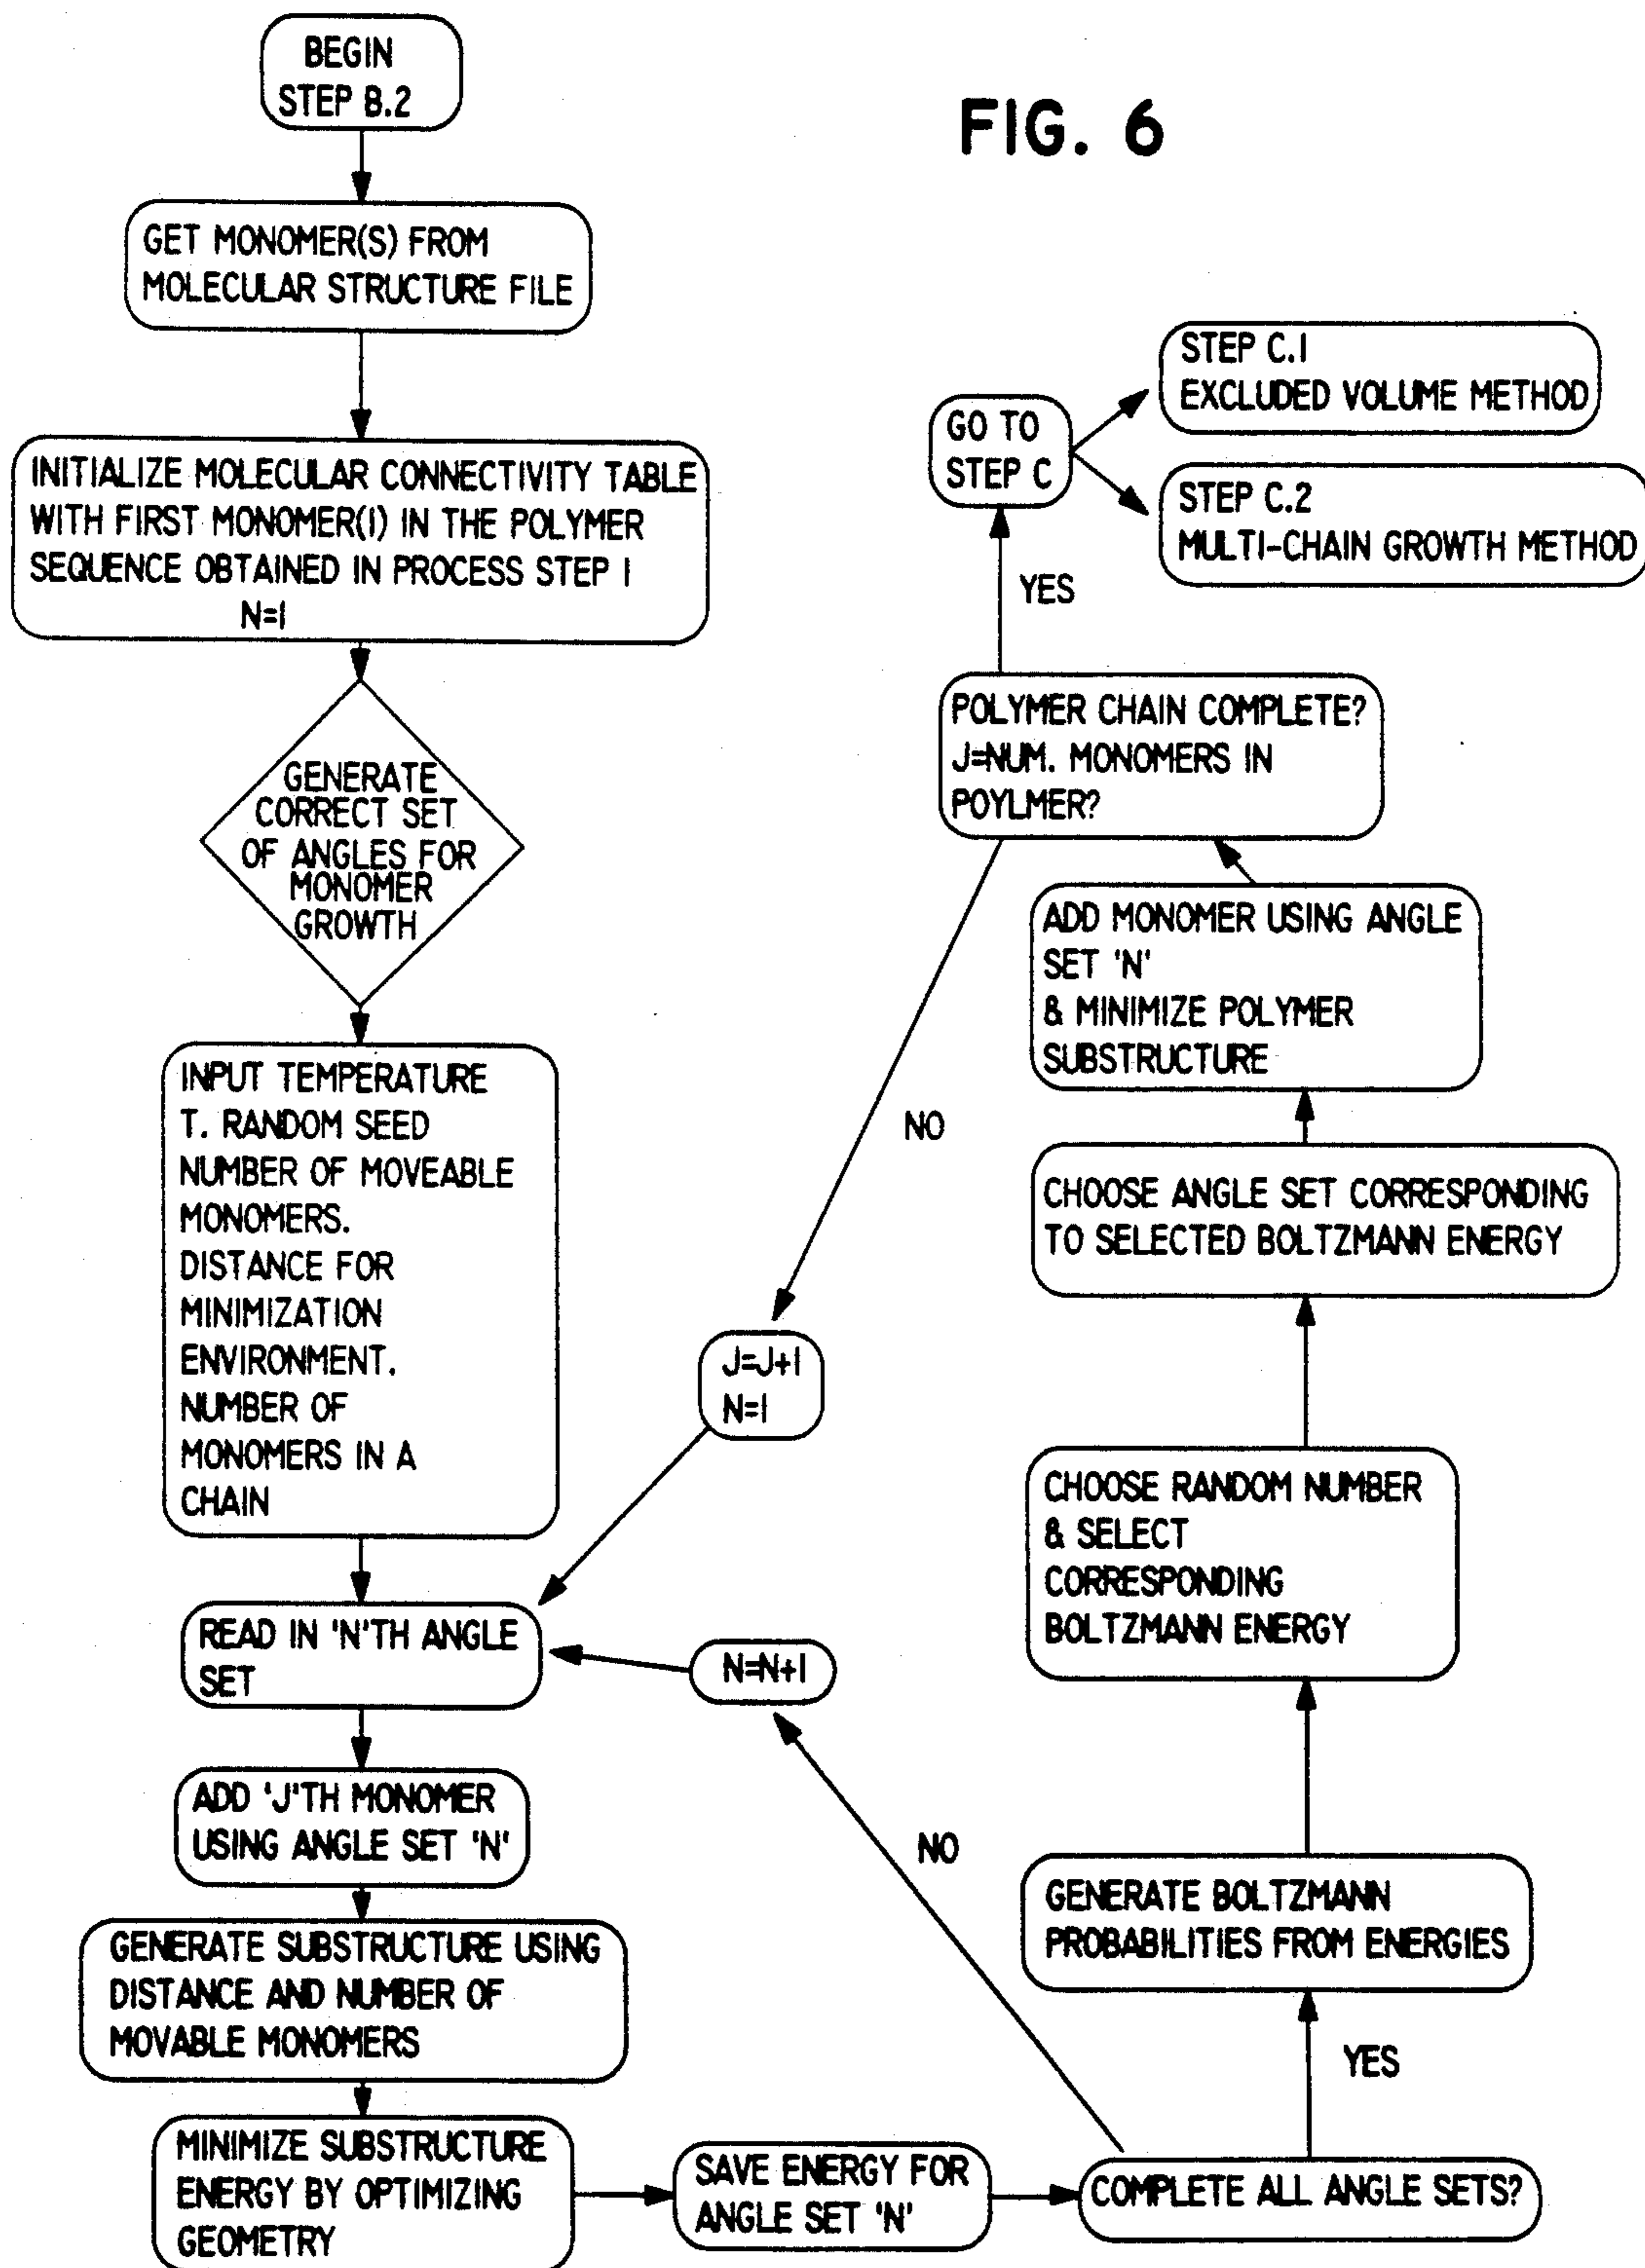 FIG. 6
BEGIN
STEP B.2
GET MONOMER(S) FROM
MOLECULAR STRUCTURE FILE
INITIALIZE MOLECULAR CONNECTIVITY TABLE
WITH FIRST MONOMER(1) IN THE POLYMER
SEQUENCE OBTAINED IN PROCESS STEP 1
N=1
GENERATE
CORRECT SET
OF ANGLES FOR
MONOMER
GROWTH
INPUT TEMPERATURE
T. RANDOM SEED
NUMBER OF MOVEABLE
MONOMERS.
DISTANCE FOR
MINIMIZATION
ENVIRONMENT.
NUMBER OF
MONOMERS IN A
CHAIN
READ IN 'N'TH ANGLE
SET
ADD 'J'TH MONOMER
USING ANGLE SET 'N'
GENERATE SUBSTRUCTURE USING
DISTANCE AND NUMBER OF
MOVABLE MONOMERS
MINIMIZE SUBSTRUCTURE
ENERGY BY OPTIMIZING
GEOMETRY
SAVE ENERGY FOR
ANGLE SET 'N'
COMPLETE ALL ANGLE SETS?
NO
N=N+1
YES
GENERATE BOLTZMANN
PROBABILITIES FROM ENERGIES
CHOOSE RANDOM NUMBER
& SELECT
CORRESPONDING
BOLTZMANN ENERGY
CHOOSE ANGLE SET CORRESPONDING
TO SELECTED BOLTZMANN ENERGY
ADD MONOMER USING ANGLE
SET 'N'
& MINIMIZE POLYMER
SUBSTRUCTURE
POLYMER CHAIN COMPLETE?
J=NUM. MONOMERS IN
POYLMER?
NO
J=J+1
N=1
YES
GO TO
STEP C
STEP C.1
EXCLUDED VOLUME METHOD
STEP C.2
MULTI-CHAIN GROWTH METHOD